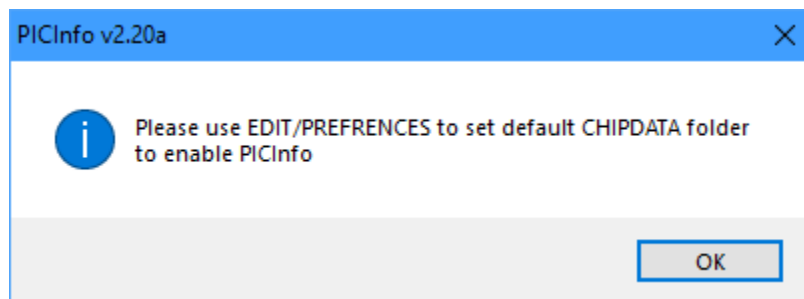 PICInfo v2.20a
Please use EDIT/PREFRENCES to set default CHIPDATA folder
to enable PICInfo
OK